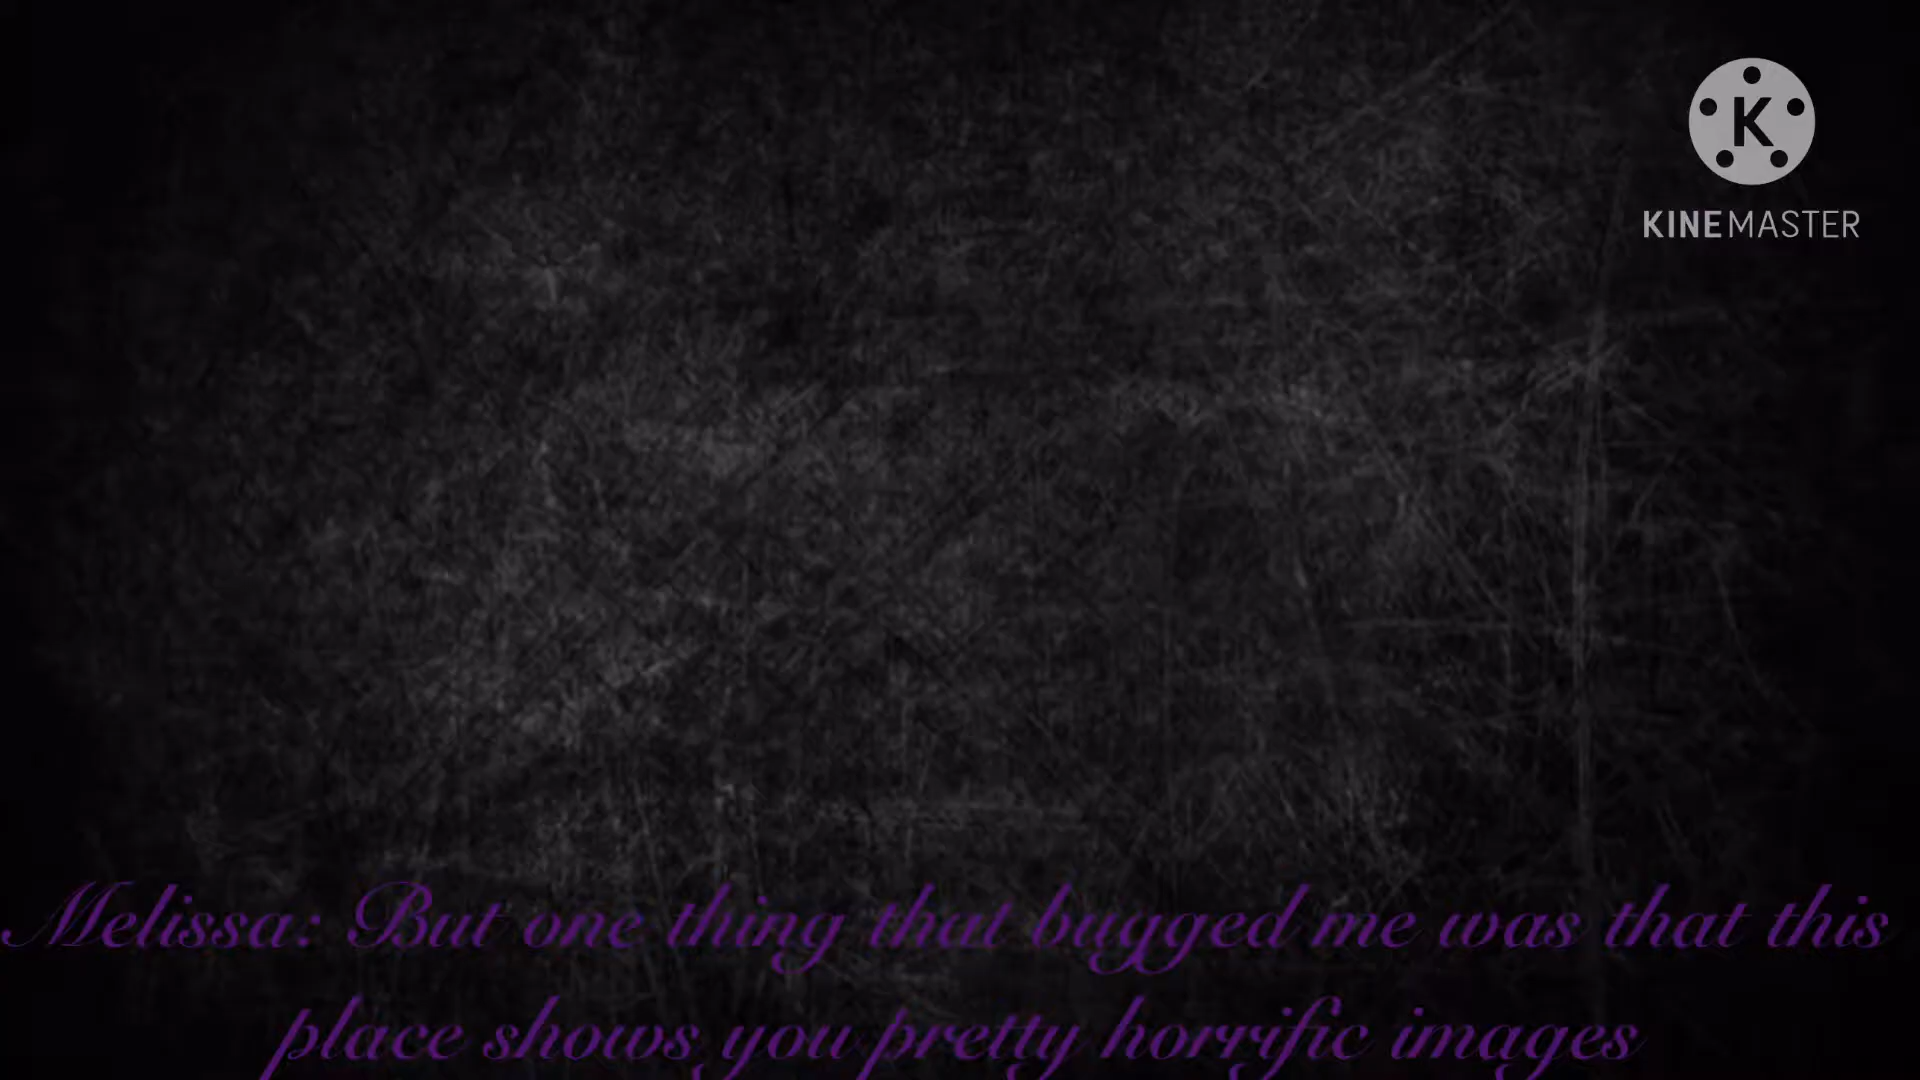 K
KINEMASTER
Melissa: But one thing that bugged me was that this
place shows you pretty horrific images